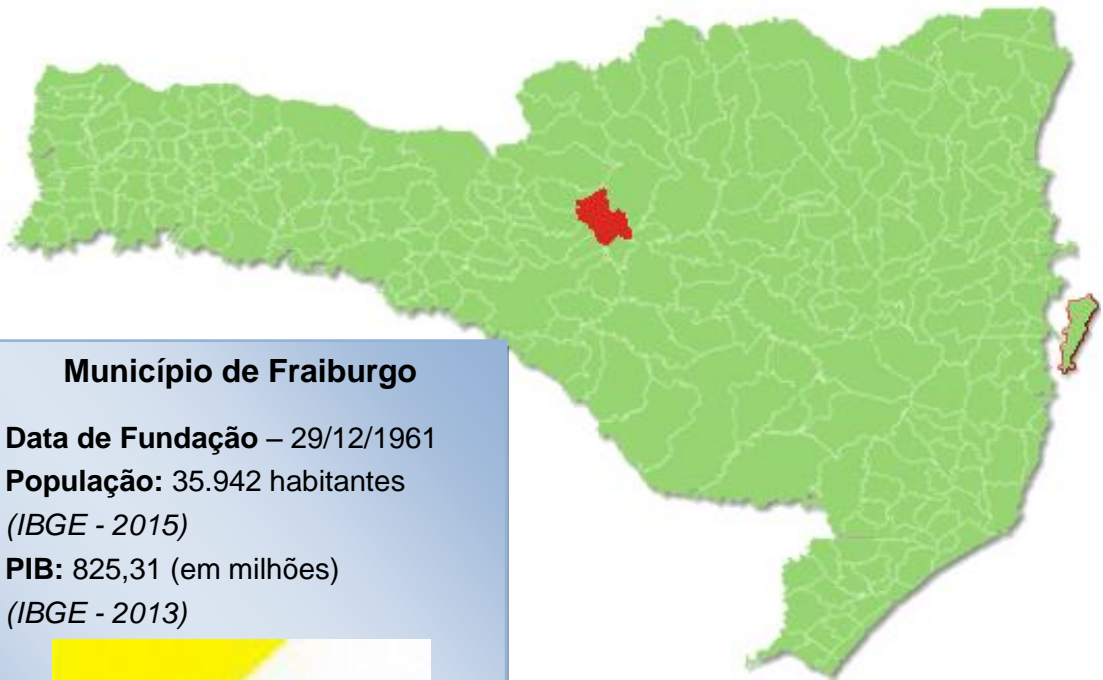 Município de Fraiburgo
Data de Fundação – 29/12/1961
População: 35.942 habitantes
(IBGE - 2015)
PIB: 825,31 (em milhões)
(IBGE - 2013)